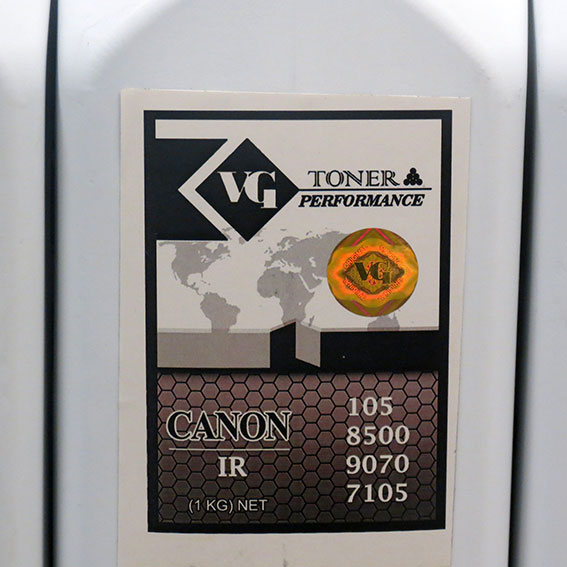 VG
TONER
PERFORMANCE
VG
CANON
IR
(1 KG) NET
105
8500
9070
7105